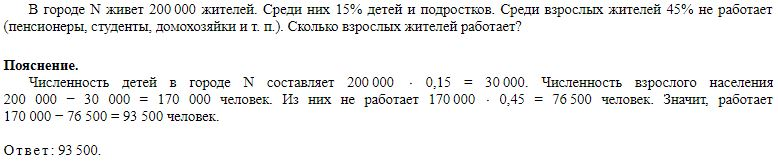 В городе N живет 200 000 жителей. Среди них 15% детей и подростков. Среди взрослых жителей 45% не работает
(пенсионеры, студенты, домохозяйки и т. п.). Сколько взрослых жителей работает?
Пояснение.
Численность детей в городе N составляет 200 000 · 0,15 = 30 000. Численность взрослого населения
200 000 − 30 000 = 170 000 человек. Из них не работает 170 000 · 0,45 = 76 500 человек. Значит, работает
170 000 − 76 500 = 93 500 человек.
Ответ: 93 500.